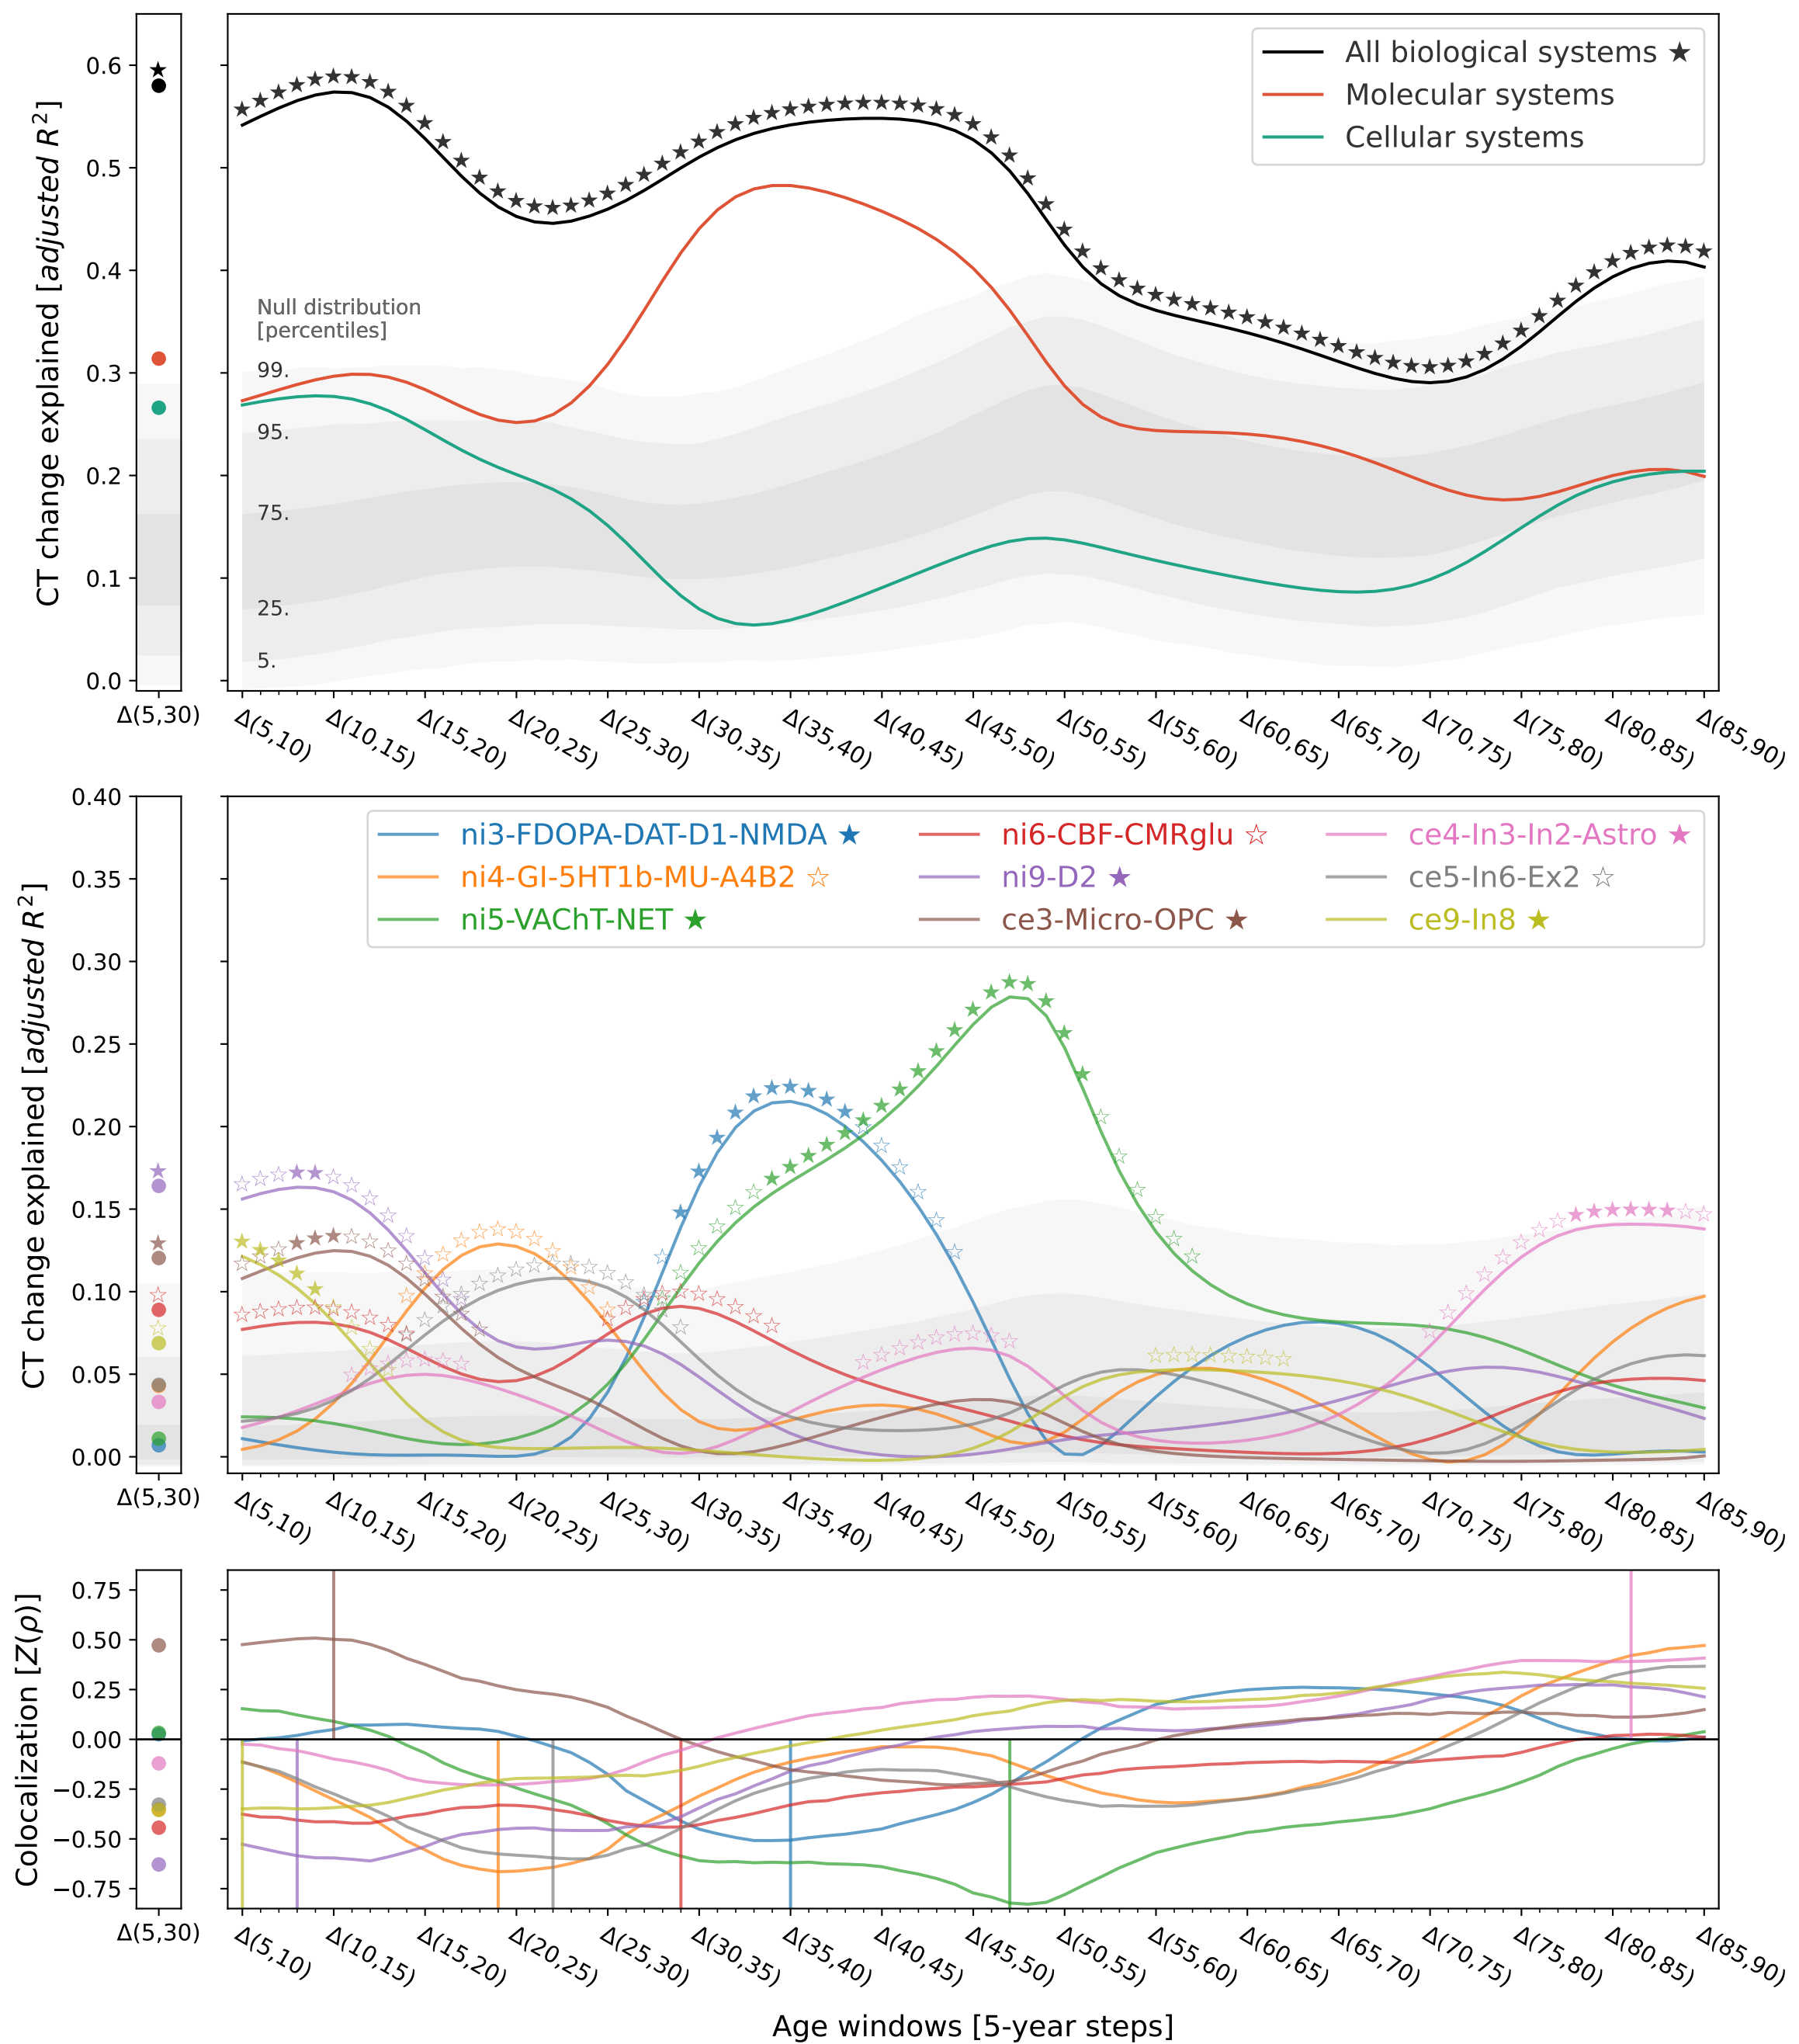 CT change explained [adjusted R²]
0.6
0.5
0.4
0.3
0.2
0.1
0.0
Δ(5,30)
All biological systems ★
Molecular systems
Cellular systems
Null distribution
[percentiles]
99.
95.
75.
25.
5.
Δ(5,10)
Δ(10,15)
Δ(15,20)
Δ(20,25)
Δ(25,30)
Δ(30,35)
Δ(35,40)
Δ(40,45)
Δ(45,50)
Δ(50,55)
Δ(55,60)
Δ(60,65)
Δ(65,70)
Δ(70,75)
Δ(75,80)
Δ(80,85)
Δ(85,90)
CT change explained [adjusted R²]
0.40
0.35
0.30
0.25
0.20
0.15
0.10
0.05
0.00
Δ(5,30)
ni3-FDOPA-DAT-D1-NMDA ★
ni4-GI-5HT1b-MU-A4B2 ☆
ni5-VAChT-NET ★
ni6-CBF-CMRglu ☆
ni9-D2 ★
ce3-Micro-OPC ★
ce4-In3-In2-Astro ★
ce5-In6-Ex2 ☆
ce9-In8 ★
Δ(5,10)
Δ(10,15)
Δ(15,20)
Δ(20,25)
Δ(25,30)
Δ(30,35)
Δ(35,40)
Δ(40,45)
Δ(45,50)
Δ(50,55)
Δ(55,60)
Δ(60,65)
Δ(65,70)
Δ(70,75)
Δ(75,80)
Δ(80,85)
Δ(85,90)
Colocalization [Z(ρ)]
0.75
0.50
0.25
0.00
−0.25
−0.50
−0.75
Δ(5,30)
Δ(5,10)
Δ(10,15)
Δ(15,20)
Δ(20,25)
Δ(25,30)
Δ(30,35)
Δ(35,40)
Δ(40,45)
Δ(45,50)
Δ(50,55)
Δ(55,60)
Δ(60,65)
Δ(65,70)
Δ(70,75)
Δ(75,80)
Δ(80,85)
Δ(85,90)
Age windows [5-year steps]